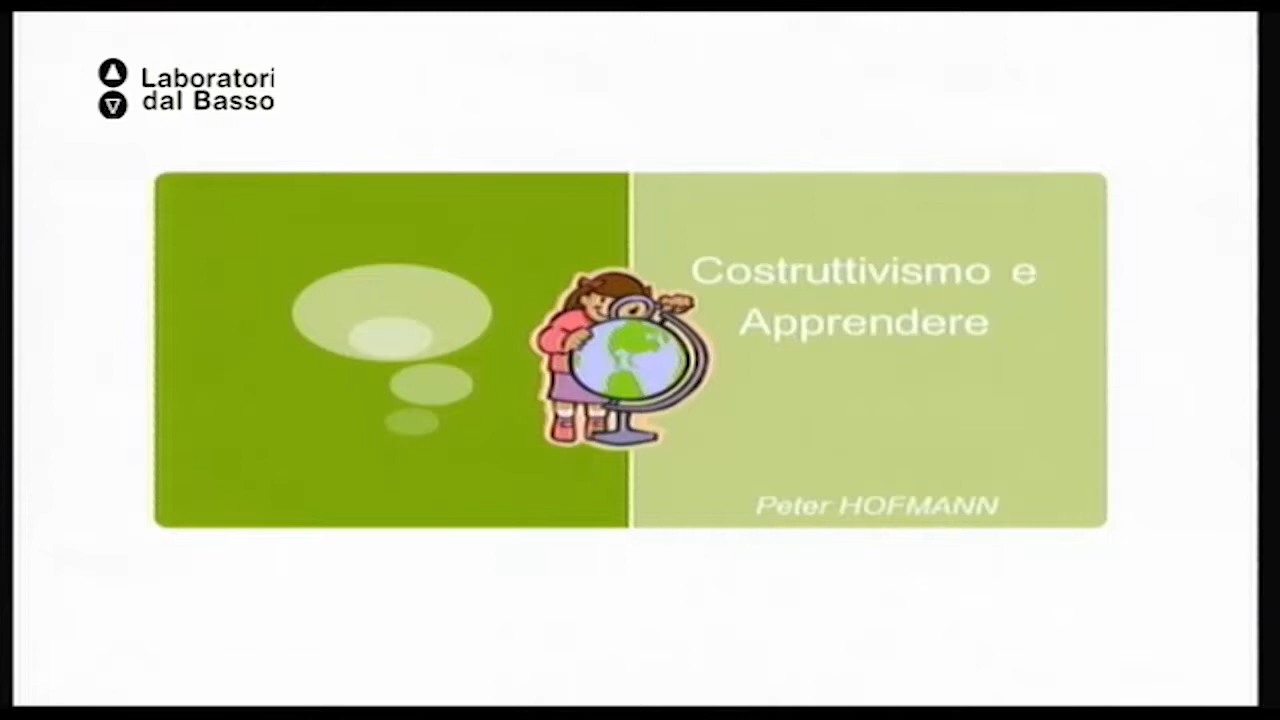 Laboratori
dal Basso
Costruttivismo e
Apprendere
Peter HOFMANN